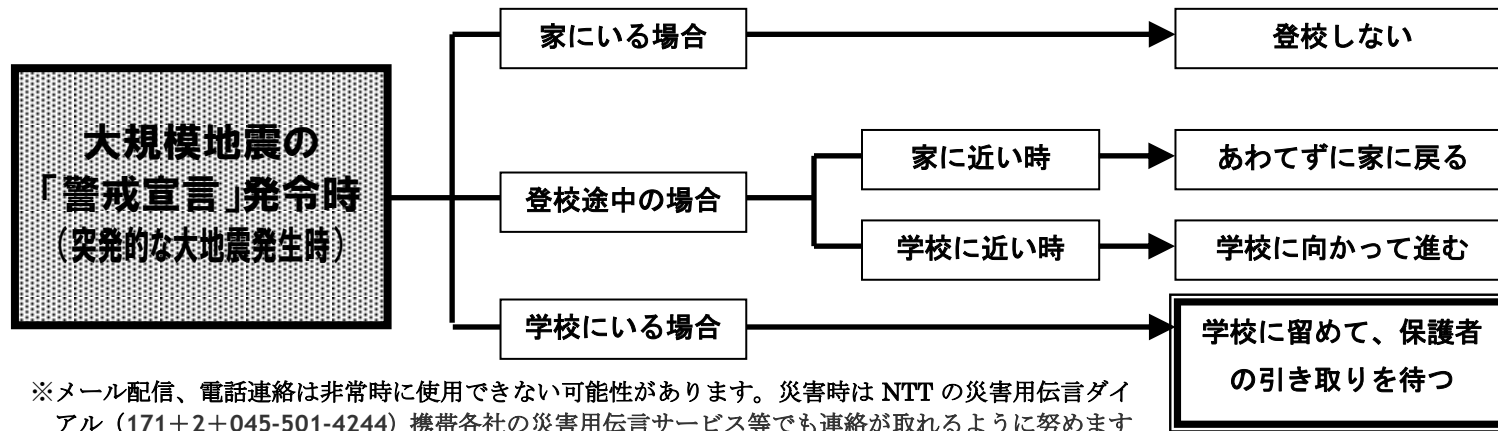 家にいる場合
登校しない
大規模地震の
「警戒宣言」発令時
（突発的な大地震発生時）
家に近い時
あわてずに家に戻る
登校途中の場合
学校に近い時
学校に向かって進む
学校にいる場合
学校に留めて、保護者
の引き取りを待つ
※メール配信、電話連絡は非常時に使用できない可能性があります。災害時は NTT の災害用伝言ダイ
アル（171＋2＋045-501-4244）携帯各社の災害用伝言サービス等でも連絡が取れるように努めます